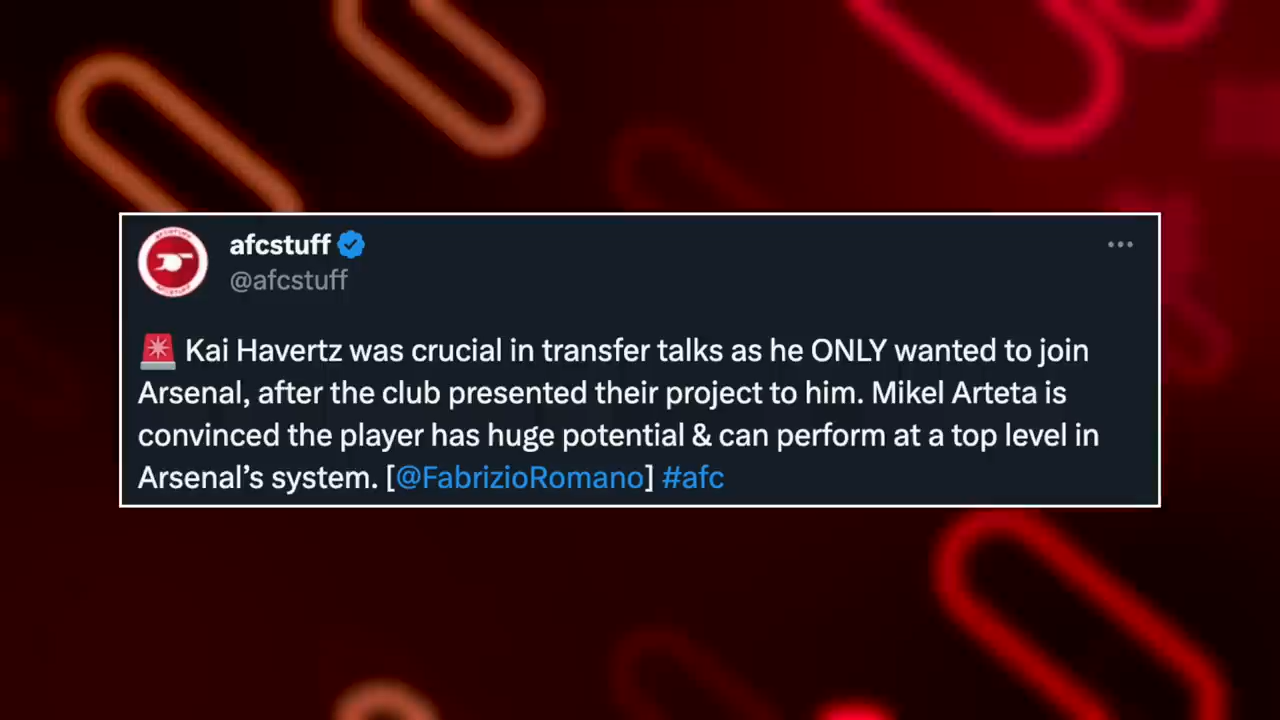 afcstuff
@afcstuff
🚨 Kai Havertz was crucial in transfer talks as he ONLY wanted to join
Arsenal, after the club presented their project to him. Mikel Arteta is
convinced the player has huge potential & can perform at a top level in
Arsenal’s system. [@FabrizioRomano] #afc